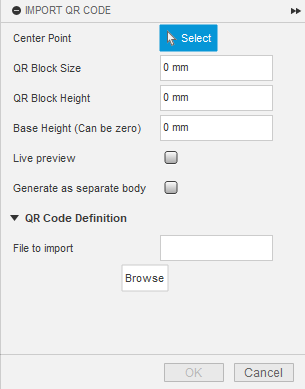 IMPORT QR CODE
Center Point Select
QR Block Size 0 mm
QR Block Height 0 mm
Base Height (Can be zero) 0 mm
Live preview
Generate as separate body
QR Code Definition
File to import
Browse
OK Cancel